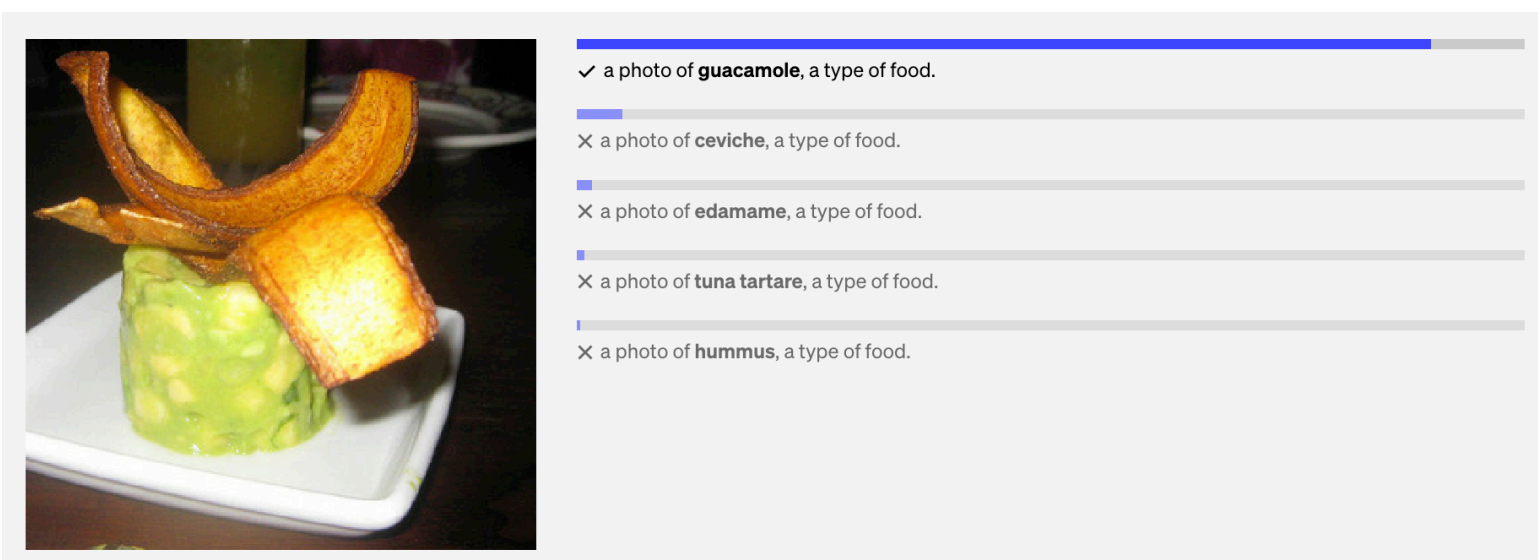 ✓ a photo of guacamole, a type of food.
× a photo of ceviche, a type of food.
× a photo of edamame, a type of food.
× a photo of tuna tartare, a type of food.
× a photo of hummus, a type of food.